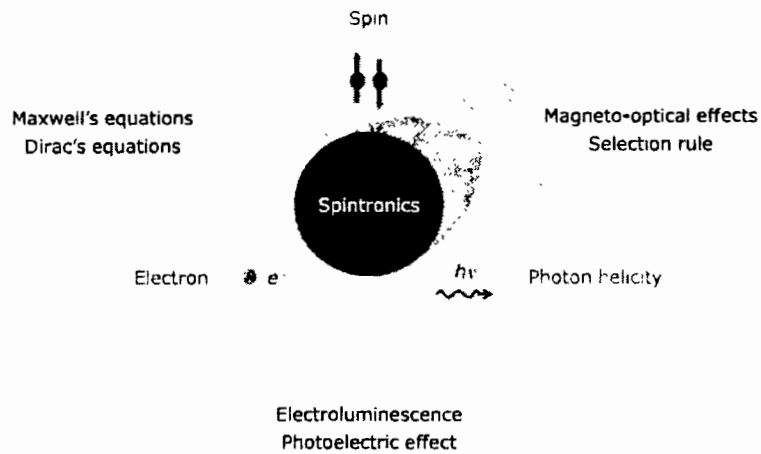 Spin
Maxwell's equations
Dirac's equations
Magneto-optical effects
Selection rule
Spintronics
Electron
e⁻
hν
Photon helicity
Electroluminescence
Photoelectric effect